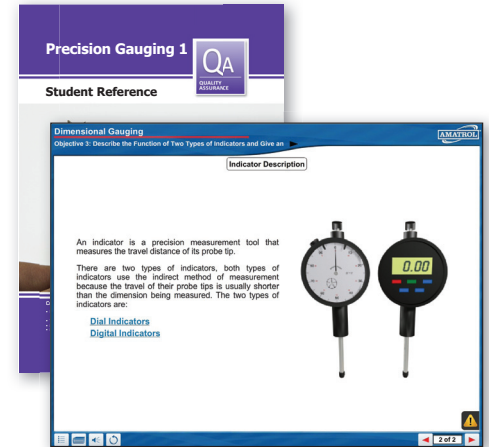 Precision Gauging 1
QA
QUALITY
ASSURANCE
Student Reference
Dimensional Gauging
Objective 3: Describe the Function of Two Types of Indicators and Give an
AMATROL
Indicator Description
An indicator is a precision measurement tool that
measures the travel distance of its probe tip.
There are two types of indicators, both types of
indicators use the indirect method of measurement
because the travel of their probe tips is usually shorter
than the dimension being measured. The two types of
indicators are:
Dial Indicators
Digital Indicators
0.00
2 of 2